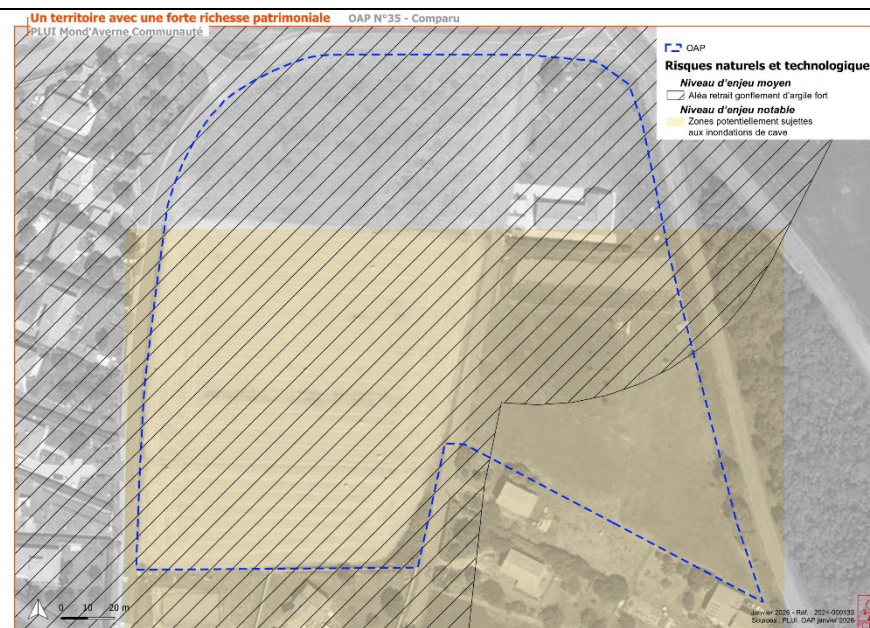 Un territoire avec une forte richesse patrimoniale OAP N°35 - Comparu
PLUI Mond'Averne Communauté
OAP
Risques naturels et technologique
Niveau d'enjeu moyen
Aléa retrait gonflement d'argile fort
Niveau d'enjeu notable
Zones potentiellement sujettes
aux inondations de cave
0 10 20 m
Janvier 2026 - Réf. : 2024-000133
Sources : PLUI, OAP janvier 2026